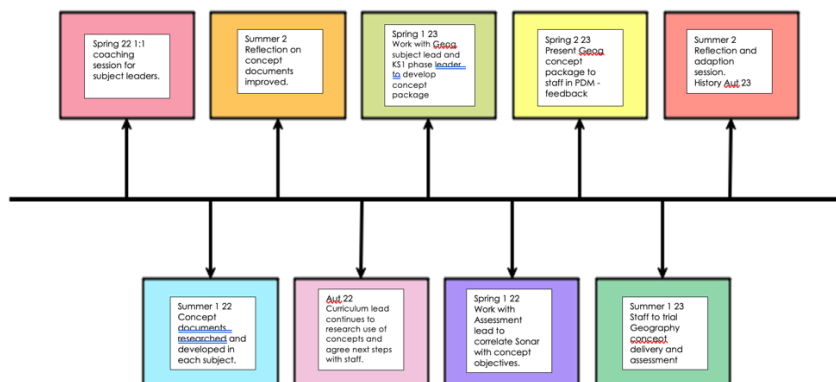 Spring 22 1:1
coaching
session for
subject leaders.
Summer 2
Reflection on
concept
documents
improved.
Spring 1 23
Work with Geog
subject lead and
KS1 phase leader
to develop
concept
package
Spring 2 23
Present Geog
concept
package to
staff in PDM -
feedback
Summer 2
Reflection and
adaption
session.
History Aut 23
Summer 1 22
Concept
documents
researched and
developed in
each subject.
Aut 22
Curriculum lead
continues to
research use of
concepts and
agree next steps
with staff.
Spring 1 22
Work with
Assessment
lead to
correlate Sonar
with concept
objectives.
Summer 1 23
Staff to trial
Geography
concept
delivery and
assessment